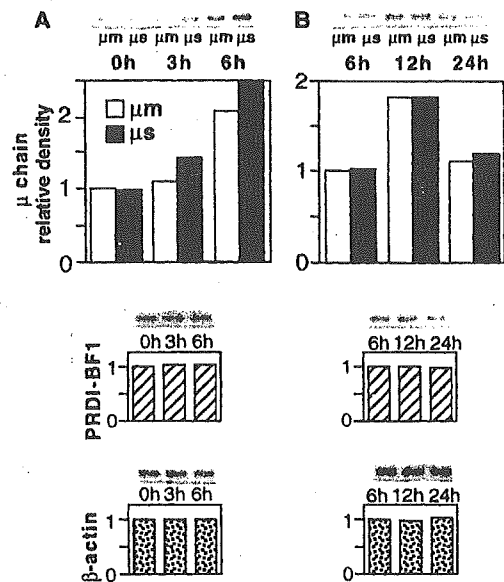 A
μm μs μm μs μm μs
0h 3h 6h
μ chain
relative density
2
1
0
μm
μs
B
μm μs μm μs μm μs
6h 12h 24h
2
1
0
PRDI-BF1
0h 3h 6h
1
0
6h 12h 24h
1
0
β-actin
0h 3h 6h
1
0
6h 12h 24h
1
0